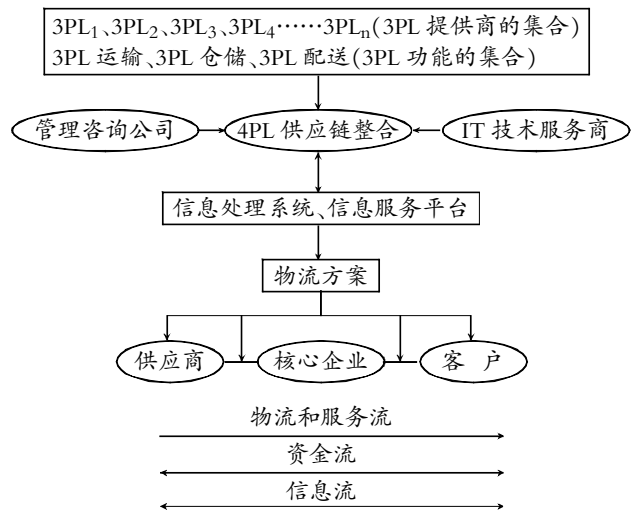 3PL₁、3PL₂、3PL₃、3PL₄……3PLₙ(3PL 提供商的集合)
3PL 运输、3PL 仓储、3PL 配送(3PL 功能的集合)
管理咨询公司 4PL 供应链整合 IT 技术服务商
信息处理系统、信息服务平台
物流方案
供应商 核心企业 客 户
物流和服务流
资金流
信息流